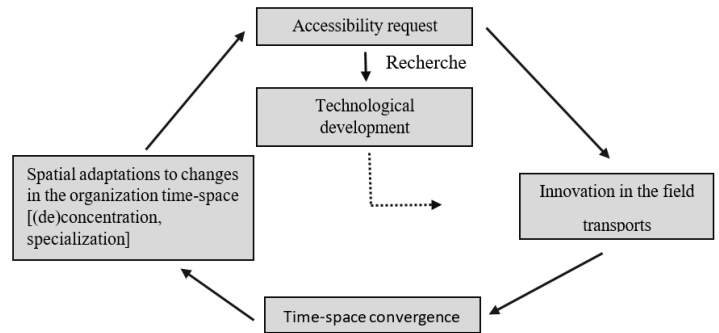 Accessibility request
Recherche
Technological
development
Spatial adaptations to changes
in the organization time-space
[(de)concentration,
specialization]
Innovation in the field
transports
Time-space convergence